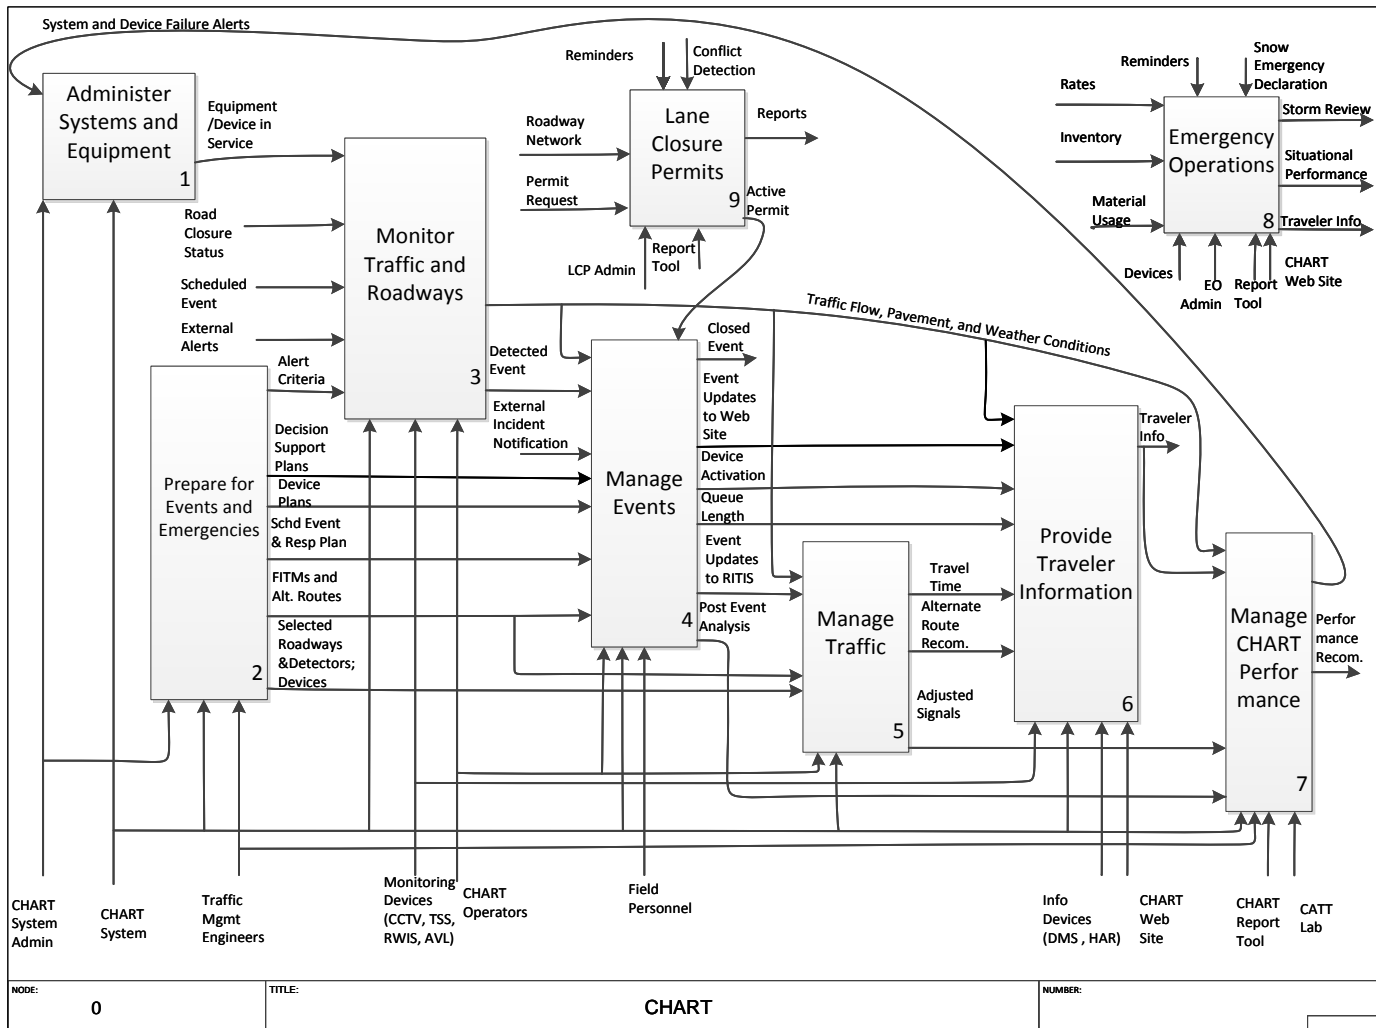 System and Device Failure Alerts
Administer
Systems and
Equipment
1
Equipment
/Device in
Service
Road
Closure
Status
Scheduled
Event
External
Alerts
Alert
Criteria
Monitor
Traffic and
Roadways
3
Reminders
Conflict
Detection
Roadway
Network
Permit
Request
Lane
Closure
Permits
9
Reports
Active
Permit
LCP Admin
Report
Tool
Reminders
Snow
Emergency
Declaration
Rates
Inventory
Material
Usage
Emergency
Operations
8
Storm Review
Situational
Performance
Traveler Info
Devices
EO
Admin
Report
Tool
CHART
Web Site
Traffic Flow, Pavement, and Weather Conditions
Prepare for
Events and
Emergencies
2
Decision
Support
Plans
Device
Plans
Schd Event
& Resp Plan
FITMs and
Alt. Routes
Selected
Roadways
&Detectors;
Devices
Detected
Event
External
Incident
Notification
Manage
Events
4
Closed
Event
Event
Updates
to Web
Site
Device
Activation
Queue
Length
Event
Updates
to RITIS
Post Event
Analysis
Manage
Traffic
5
Travel
Time
Alternate
Route
Recom.
Adjusted
Signals
Provide
Traveler
Information
6
Traveler
Info
Manage
CHART
Perfor
mance
7
Perfor
mance
Recom.
CHART
System
Admin
CHART
System
Traffic
Mgmt
Engineers
Monitoring
Devices
(CCTV, TSS,
RWIS, AVL)
CHART
Operators
Field
Personnel
Info
Devices
(DMS , HAR)
CHART
Web
Site
CHART
Report
Tool
CATT
Lab
NODE:
0
TITLE:
CHART
NUMBER: